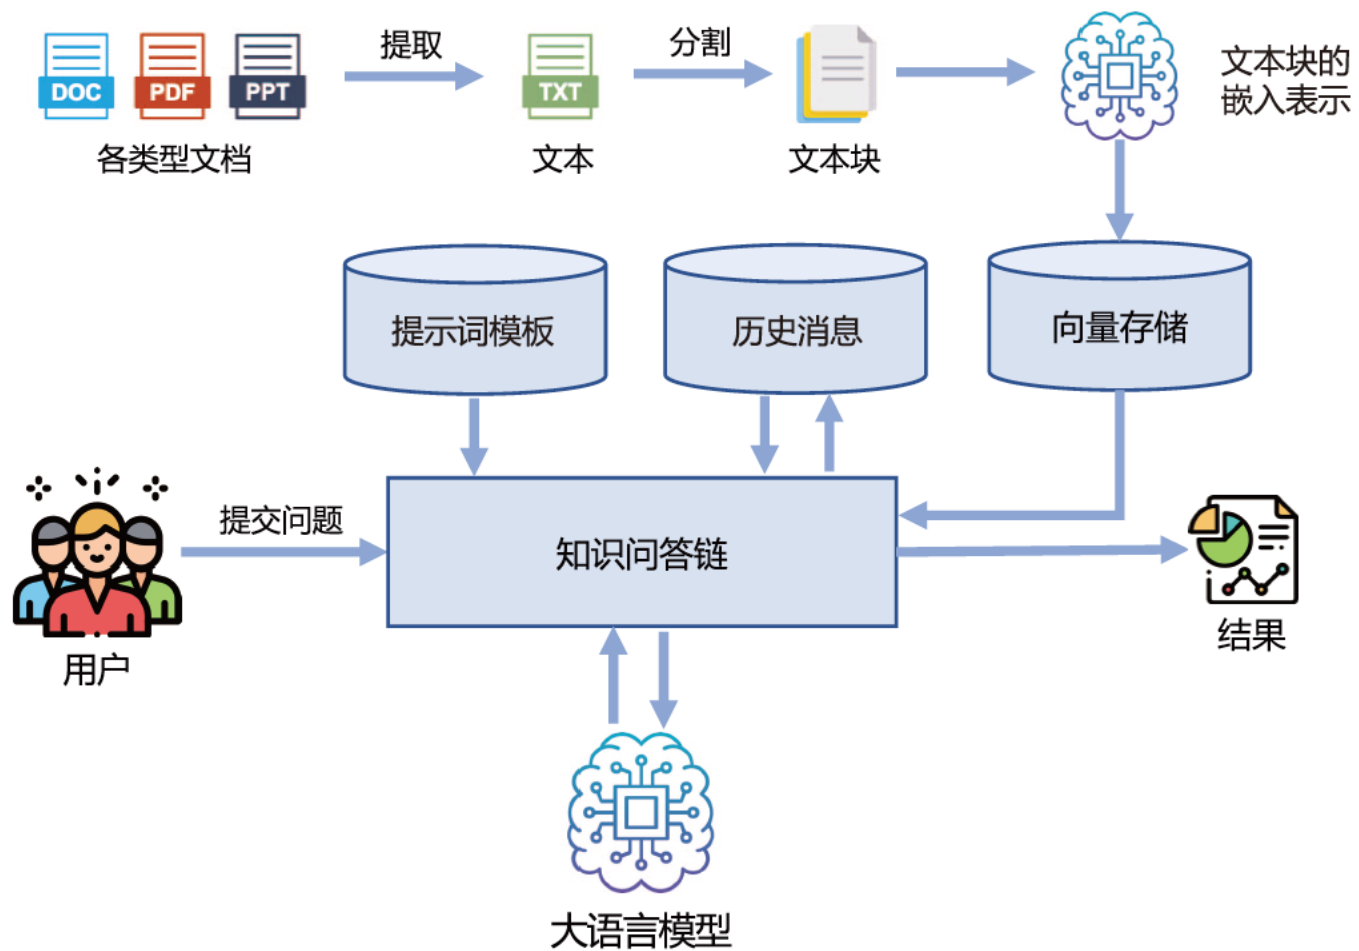 提取
分割
DOC
PDF
PPT
TXT
文本块的
嵌入表示
各类型文档
文本
文本块
提示词模板
历史消息
向量存储
提交问题
知识问答链
用户
结果
大语言模型